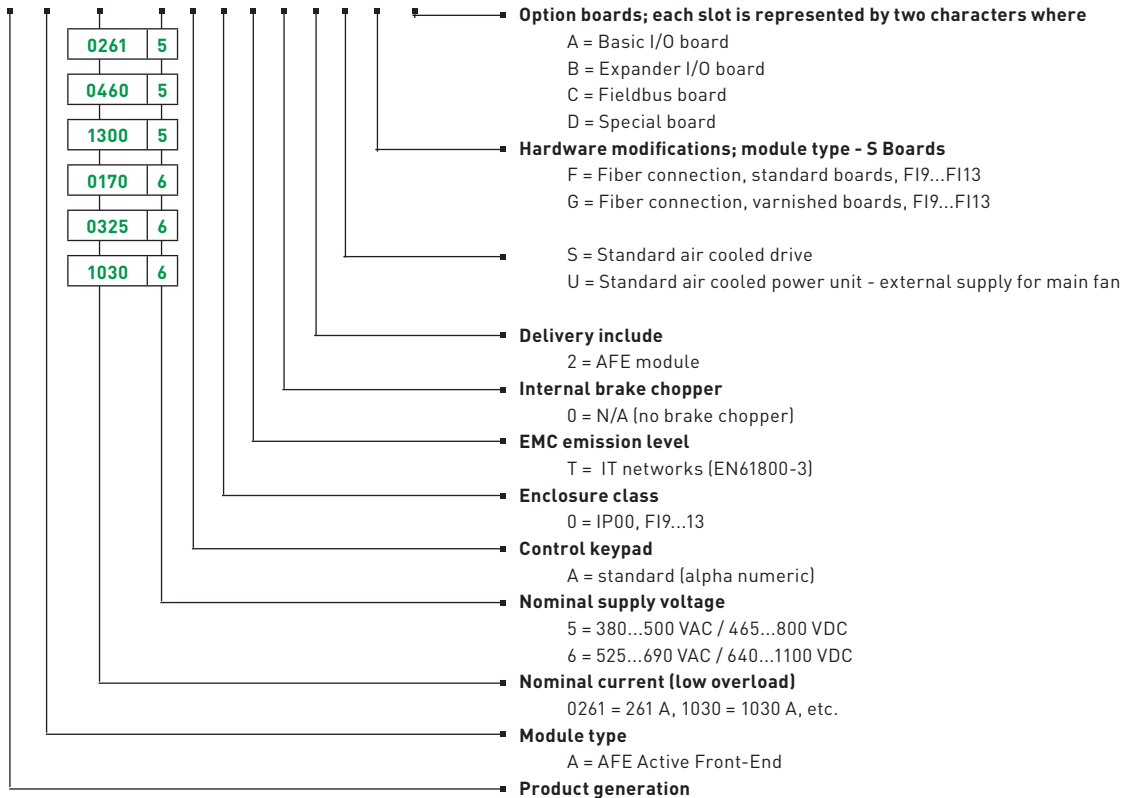 Option boards; each slot is represented by two characters where
A = Basic I/O board
B = Expander I/O board
C = Fieldbus board
D = Special board
0261 5
0460 5
1300 5
0170 6
0325 6
1030 6
Hardware modifications; module type - S Boards
F = Fiber connection, standard boards, FI9...FI13
G = Fiber connection, varnished boards, FI9...FI13
S = Standard air cooled drive
U = Standard air cooled power unit - external supply for main fan
Delivery include
2 = AFE module
Internal brake chopper
0 = N/A (no brake chopper)
EMC emission level
T = IT networks (EN61800-3)
Enclosure class
0 = IP00, FI9...13
Control keypad
A = standard (alpha numeric)
Nominal supply voltage
5 = 380...500 VAC / 465...800 VDC
6 = 525...690 VAC / 640...1100 VDC
Nominal current (low overload)
0261 = 261 A, 1030 = 1030 A, etc.
Module type
A = AFE Active Front-End
Product generation